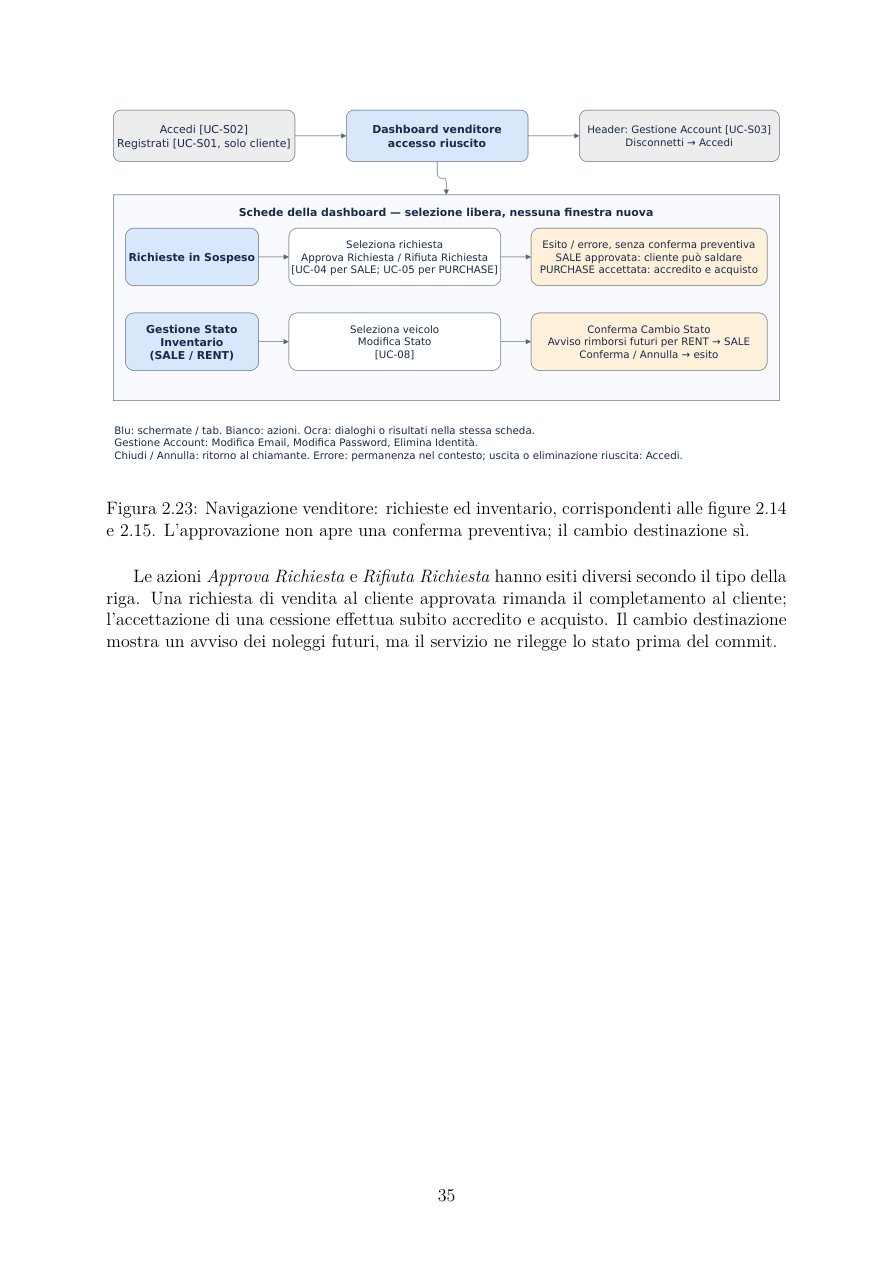 Accedi [UC-S02]
Registrati [UC-S01, solo cliente]
Dashboard venditore
accesso riuscito
Header: Gestione Account [UC-S03]
Disconnetti → Accedi
Schede della dashboard — selezione libera, nessuna finestra nuova
Richieste in Sospeso
Seleziona richiesta
Approva Richiesta / Rifiuta Richiesta
[UC-04 per SALE; UC-05 per PURCHASE]
Esito / errore, senza conferma preventiva
SALE approvata: cliente può saldare
PURCHASE accettata: accredito e acquisto
Gestione Stato
Inventario
(SALE / RENT)
Seleziona veicolo
Modifica Stato
[UC-08]
Conferma Cambio Stato
Avviso rimborsi futuri per RENT → SALE
Conferma / Annulla → esito
Blu: schermate / tab. Bianco: azioni. Ocra: dialoghi o risultati nella stessa scheda.
Gestione Account: Modifica Email, Modifica Password, Elimina Identità.
Chiudi / Annulla: ritorno al chiamante. Errore: permanenza nel contesto; uscita o eliminazione riuscita: Accedi.
Figura 2.23: Navigazione venditore: richieste ed inventario, corrispondenti alle figure 2.14
e 2.15. L'approvazione non apre una conferma preventiva; il cambio destinazione sì.
Le azioni Approva Richiesta e Rifiuta Richiesta hanno esiti diversi secondo il tipo della
riga. Una richiesta di vendita al cliente approvata rimanda il completamento al cliente;
l'accettazione di una cessione effettua subito accredito e acquisto. Il cambio destinazione
mostra un avviso dei noleggi futuri, ma il servizio ne rilegge lo stato prima del commit.
35